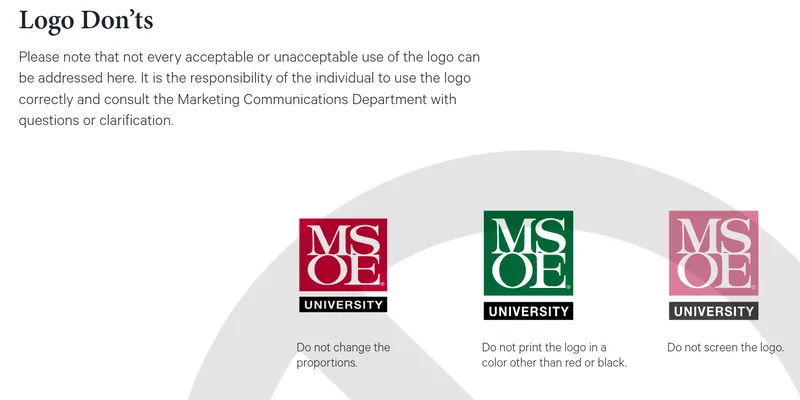 Logo Don’ts
Please note that not every acceptable or unacceptable use of the logo can
be addressed here. It is the responsibility of the individual to use the logo
correctly and consult the Marketing Communications Department with
questions or clarification.
MS
OE®
UNIVERSITY
Do not change the
proportions.
MS
OE®
UNIVERSITY
Do not print the logo in a
color other than red or black.
MS
OE®
UNIVERSITY
Do not screen the logo.